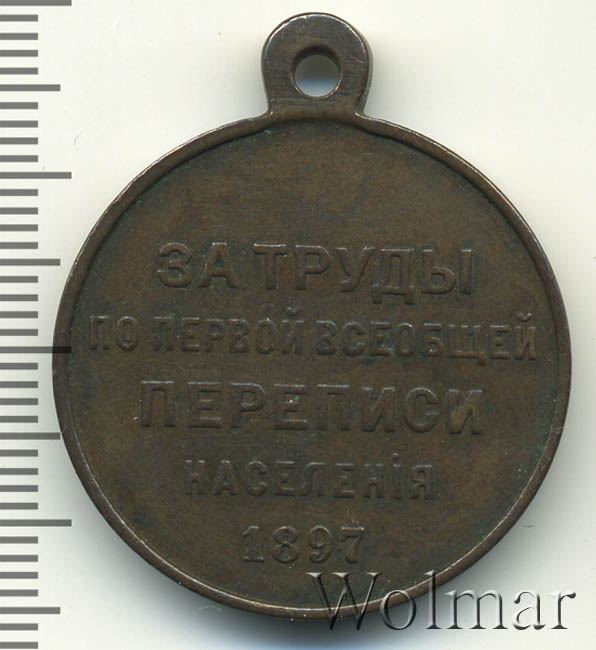 ЗА ТРУДЫ
ПО ПЕРВОЙ ВСЕОБЩЕЙ
ПЕРЕПИСИ
НАСЕЛЕНІЯ
1897
Wolmar